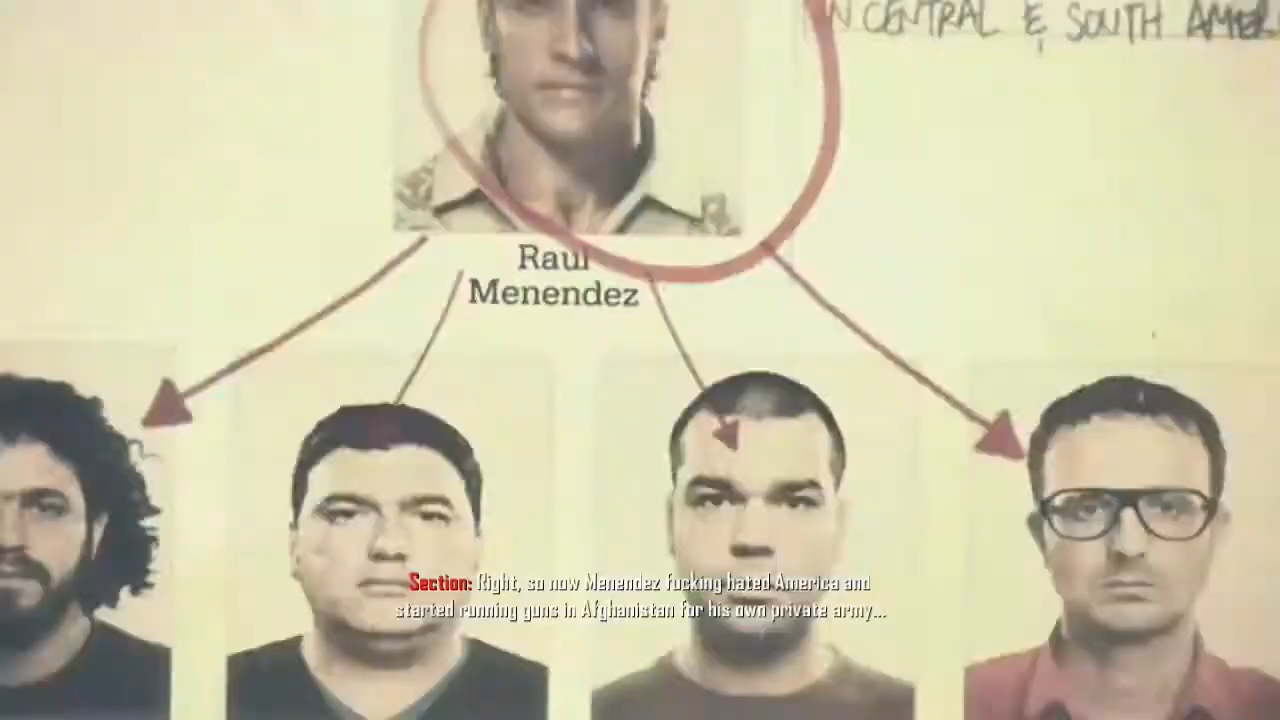 N CENTRAL & SOUTH AMER
Raul
Menendez
Section: Right, so now Menendez fucking hated America and
started running guns in Afghanistan for his own private army...